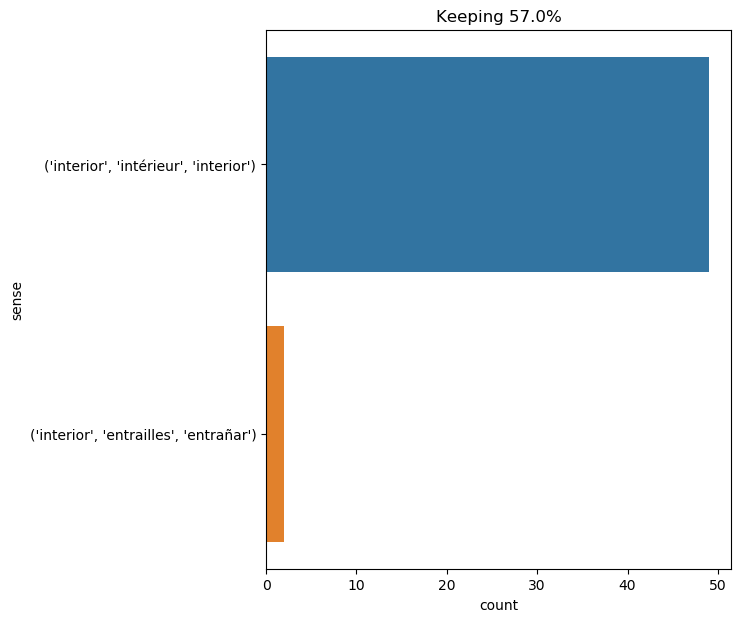 Keeping 57.0%
('interior', 'intérieur', 'interior')
sense
('interior', 'entrailles', 'entrañar')
0 10 20 30 40 50
count